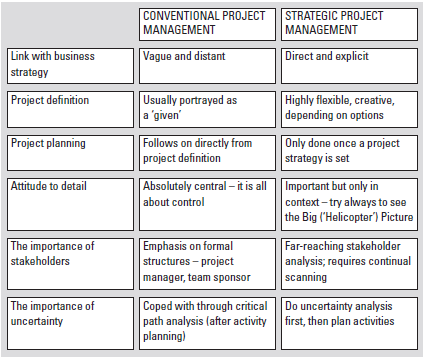 CONVENTIONAL PROJECT
MANAGEMENT
STRATEGIC PROJECT
MANAGEMENT
Link with business
strategy
Vague and distant
Direct and explicit
Project definition
Usually portrayed as
a ‘given’
Highly flexible, creative,
depending on options
Project planning
Follows on directly from
project definition
Only done once a project
strategy is set
Attitude to detail
Absolutely central – it is all
about control
Important but only in
context – try always to see
the Big (‘Helicopter’) Picture
The importance of
stakeholders
Emphasis on formal
structures – project
manager, team sponsor
Far-reaching stakeholder
analysis; requires continual
scanning
The importance of
uncertainty
Coped with through critical
path analysis (after activity
planning)
Do uncertainty analysis
first, then plan activities